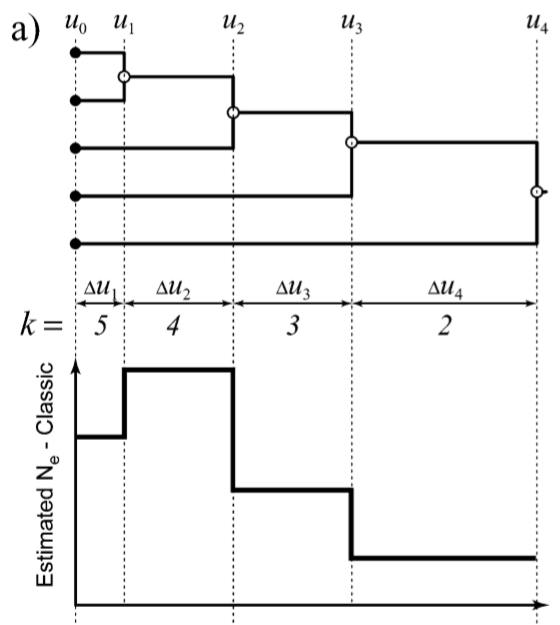 a) u₀ u₁ u₂ u₃ u₄
Δu₁ Δu₂ Δu₃ Δu₄
k = 5 4 3 2
Estimated Nₑ - Classic